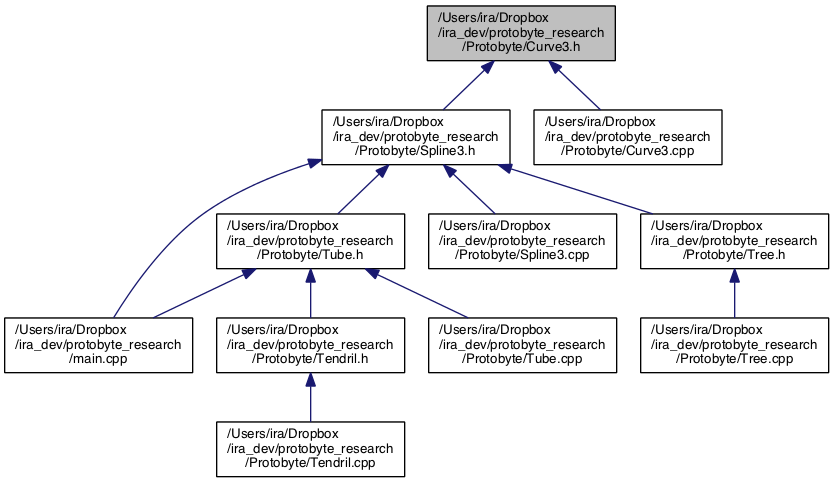 /Users/ira/Dropbox
/ira_dev/protobyte_research
/Protobyte/Curve3.h
/Users/ira/Dropbox
/ira_dev/protobyte_research
/Protobyte/Spline3.h
/Users/ira/Dropbox
/ira_dev/protobyte_research
/Protobyte/Curve3.cpp
/Users/ira/Dropbox
/ira_dev/protobyte_research
/Protobyte/Tube.h
/Users/ira/Dropbox
/ira_dev/protobyte_research
/Protobyte/Spline3.cpp
/Users/ira/Dropbox
/ira_dev/protobyte_research
/Protobyte/Tree.h
/Users/ira/Dropbox
/ira_dev/protobyte_research
/main.cpp
/Users/ira/Dropbox
/ira_dev/protobyte_research
/Protobyte/Tendril.h
/Users/ira/Dropbox
/ira_dev/protobyte_research
/Protobyte/Tube.cpp
/Users/ira/Dropbox
/ira_dev/protobyte_research
/Protobyte/Tree.cpp
/Users/ira/Dropbox
/ira_dev/protobyte_research
/Protobyte/Tendril.cpp